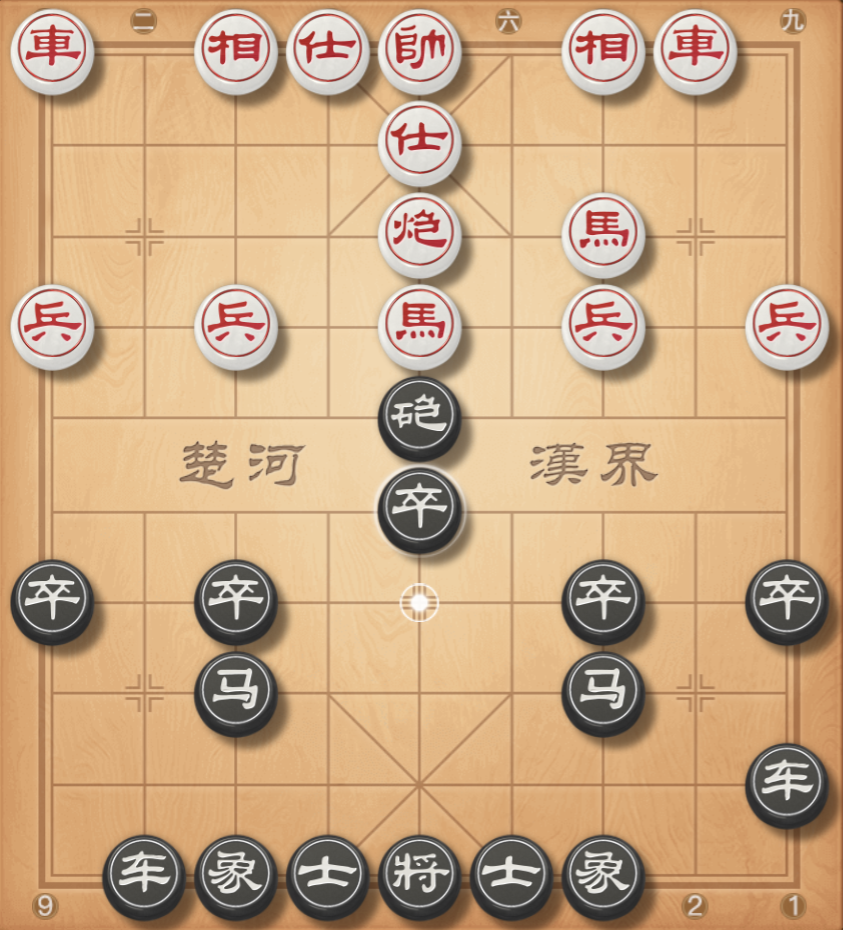 二 六 九
車 相 仕 帥 相 車
仕
炮 馬
兵 兵 馬 兵 兵
砲
楚河 漢界
卒
卒 卒 卒 卒
马 马
车
车 象 士 將 士 象
9 2 1